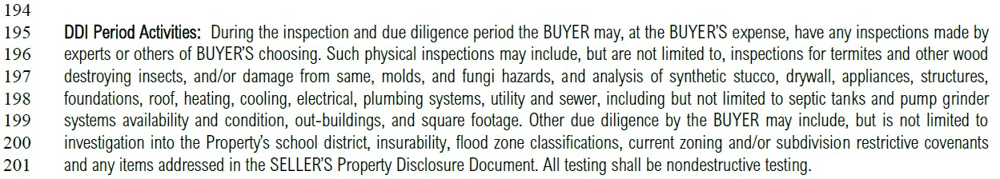 194
195 DDI Period Activities: During the inspection and due diligence period the BUYER may, at the BUYER'S expense, have any inspections made by
196 experts or others of BUYER'S choosing. Such physical inspections may include, but are not limited to, inspections for termites and other wood
197 destroying insects, and/or damage from same, molds, and fungi hazards, and analysis of synthetic stucco, drywall, appliances, structures,
198 foundations, roof, heating, cooling, electrical, plumbing systems, utility and sewer, including but not limited to septic tanks and pump grinder
199 systems availability and condition, out-buildings, and square footage. Other due diligence by the BUYER may include, but is not limited to
200 investigation into the Property's school district, insurability, flood zone classifications, current zoning and/or subdivision restrictive covenants
201 and any items addressed in the SELLER'S Property Disclosure Document. All testing shall be nondestructive testing.